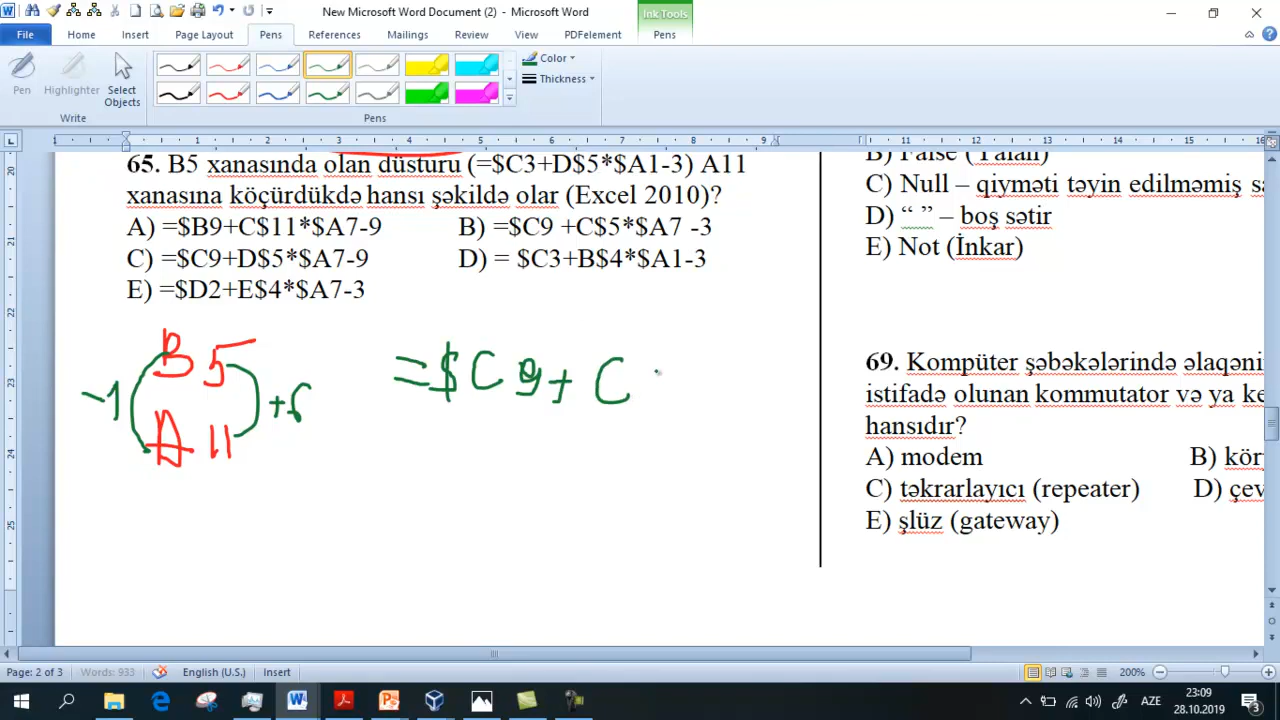 New Microsoft Word Document (2) - Microsoft Word
Ink Tools
File Home Insert Page Layout Pens References Mailings Review View PDFelement Pens
Pen Highlighter Select Objects
Color
Thickness
Write Pens
65. B5 xanasında olan düsturu (=$C3+D$5*$A1-3) A11
xanasına köçürdükdə hansı şəkildə olar (Excel 2010)?
A) =$B9+C$11*$A7-9 B) =$C9 +C$5*$A7 -3
C) =$C9+D$5*$A7-9 D) = $C3+B$4*$A1-3
E) =$D2+E$4*$A7-3
B 5
-1 +6
A 11
=$C9+C
B) False (Yalan)
C) Null – qiyməti təyin edilməmiş
D) “ ” – boş sətir
E) Not (İnkar)
69. Kompüter şəbəkələrində
istifadə olunan kommutator və ya
hansıdır?
A) modem B)
C) təkrarlayıcı (repeater) D)
E) şlüz (gateway)
Page: 2 of 3 Words: 933 English (U.S.) Insert 200%
AZE 23:09
28.10.2019